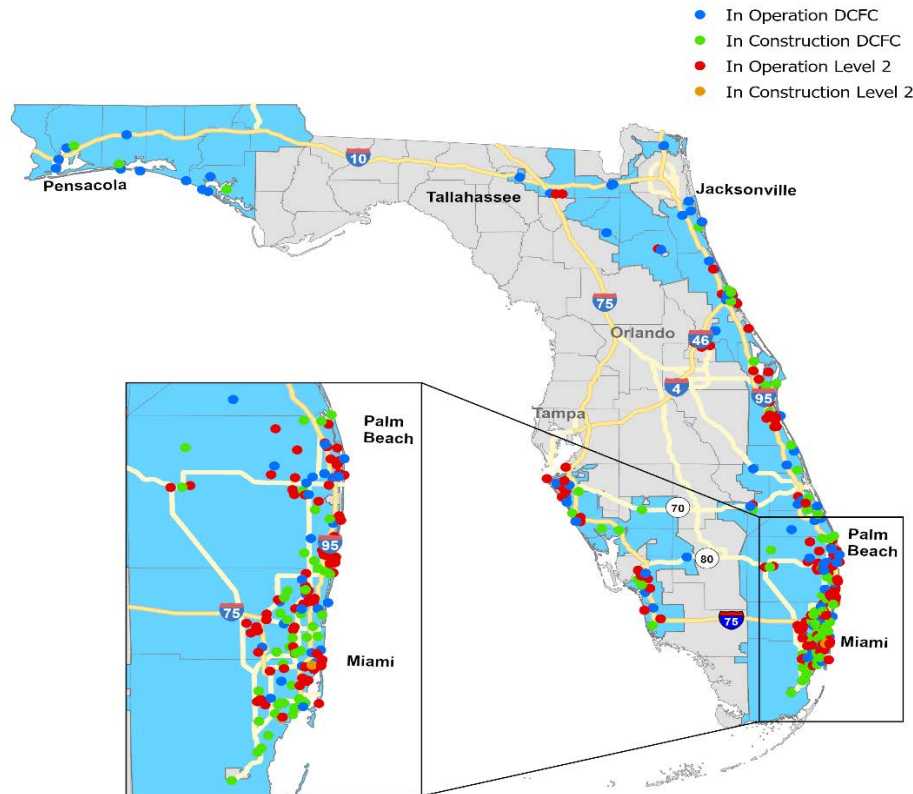 In Operation DCFC
In Construction DCFC
In Operation Level 2
In Construction Level 2
10
Pensacola
Tallahassee
Jacksonville
75
Orlando
46
4
95
Tampa
70
Palm
Beach
80
75
Miami
Palm
Beach
95
75
Miami